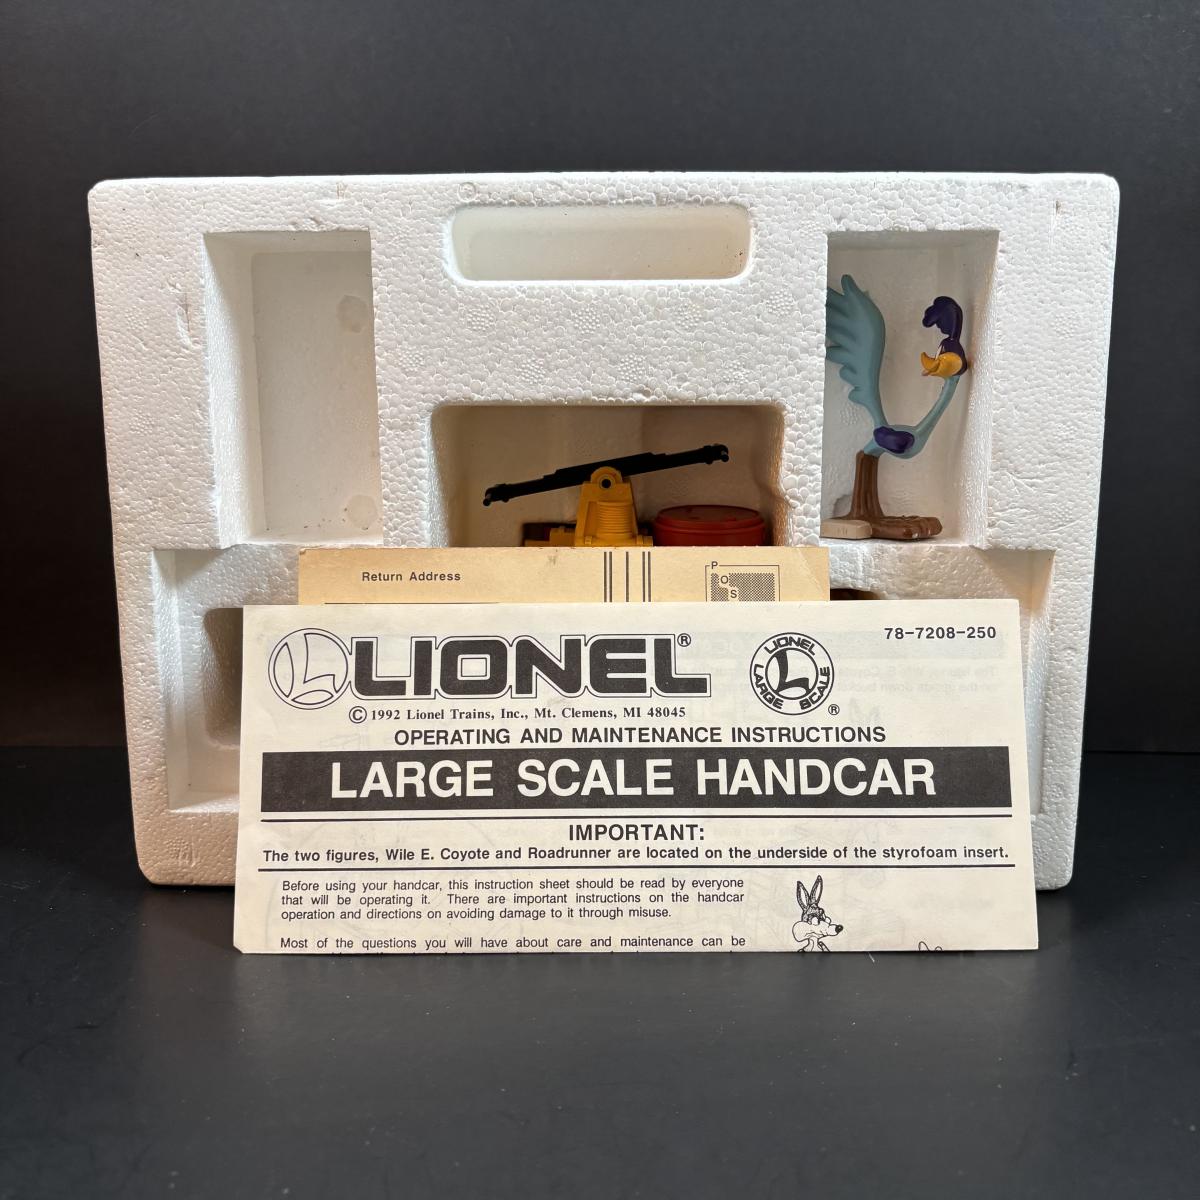 Return Address
P
O
S
LIONEL®
LIONEL LARGE SCALE ®
78-7208-250
© 1992 Lionel Trains, Inc., Mt. Clemens, MI 48045
OPERATING AND MAINTENANCE INSTRUCTIONS
LARGE SCALE HANDCAR
IMPORTANT:
The two figures, Wile E. Coyote and Roadrunner are located on the underside of the styrofoam insert.
Before using your handcar, this instruction sheet should be read by everyone
that will be operating it. There are important instructions on the handcar
operation and directions on avoiding damage to it through misuse.
Most of the questions you will have about care and maintenance can be